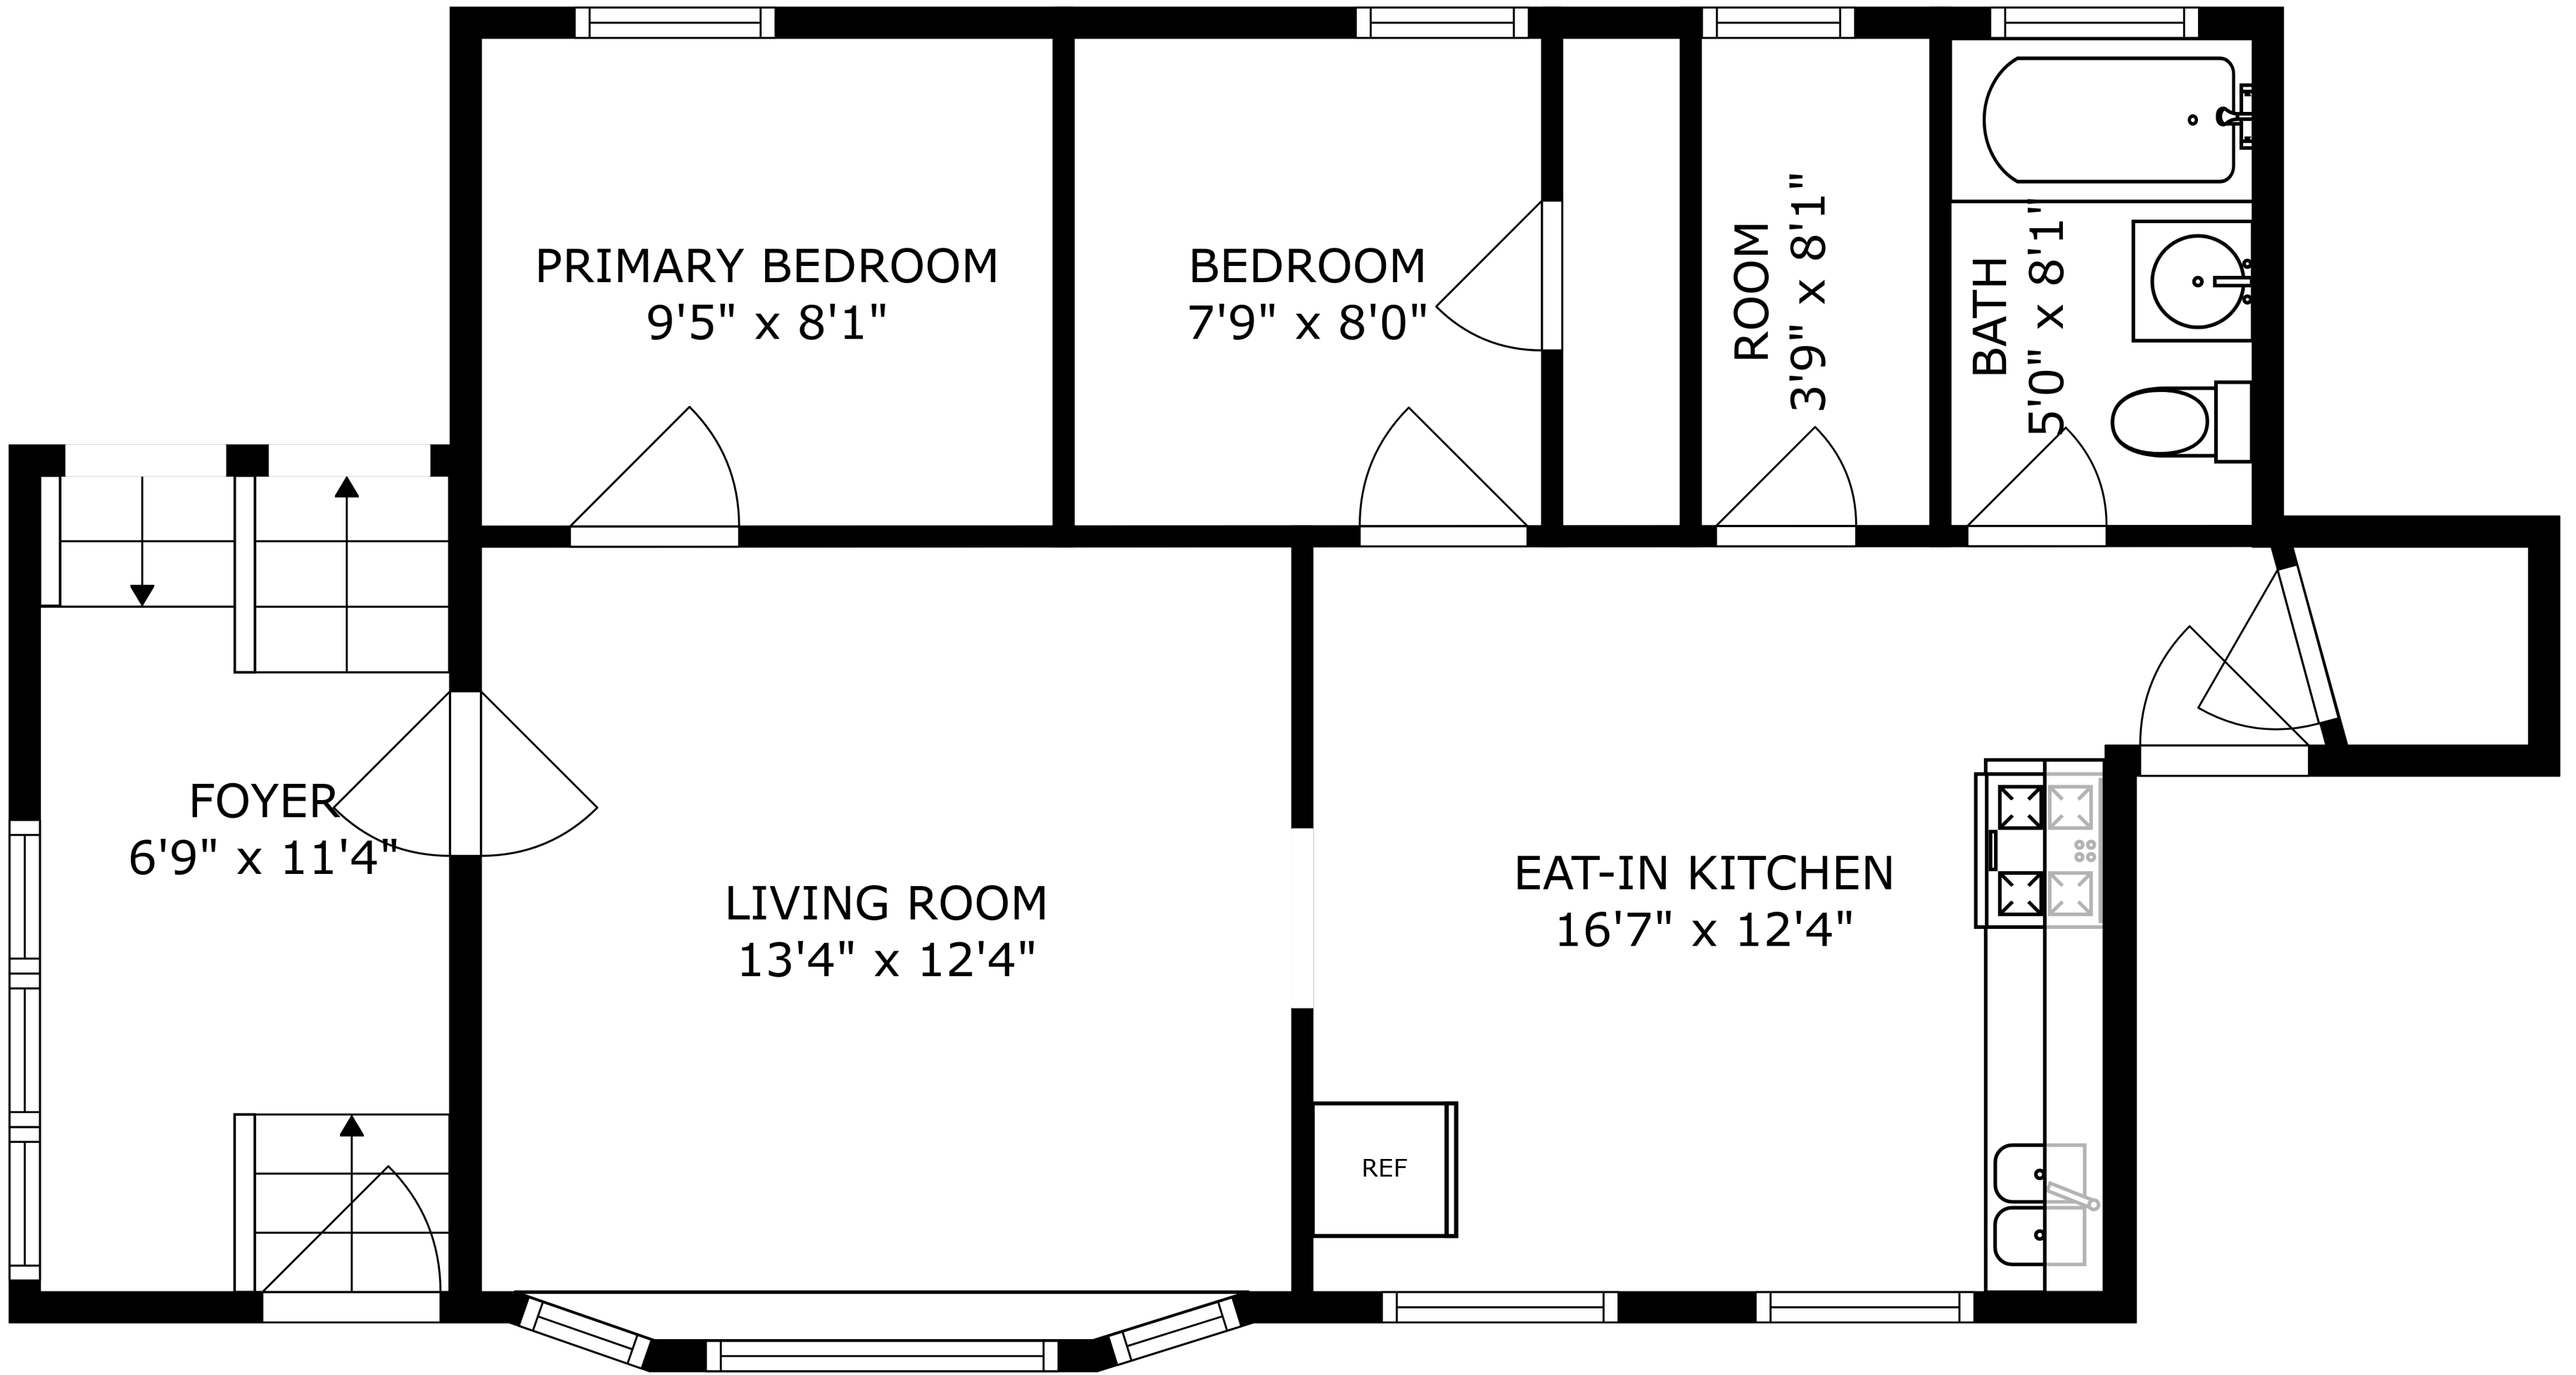 PRIMARY BEDROOM
9'5" x 8'1"
BEDROOM
7'9" x 8'0"
ROOM
3'9" x 8'1"
BATH
5'0" x 8'1"
FOYER
6'9" x 11'4"
LIVING ROOM
13'4" x 12'4"
EAT-IN KITCHEN
16'7" x 12'4"
REF